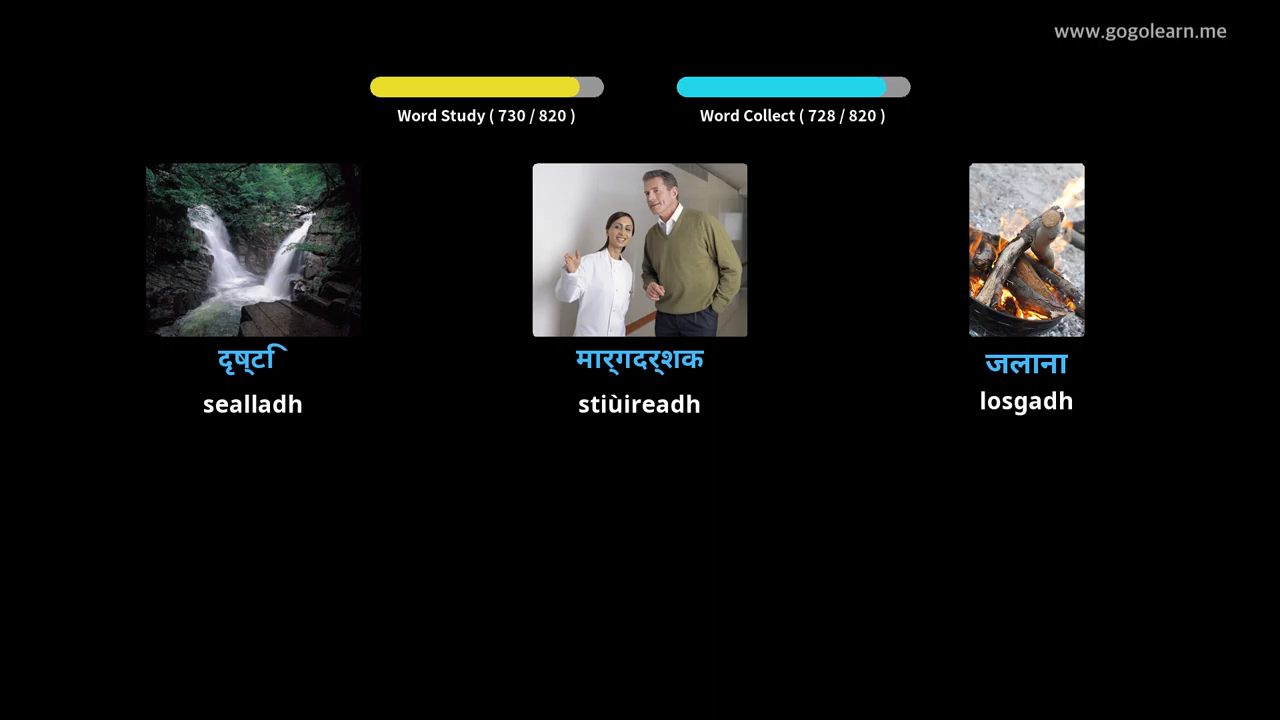 www.gogolearn.me
Word Study ( 730 / 820 )
Word Collect ( 728 / 820 )
दृष्टि
मार्गदर्शक
जलाना
sealladh
stiùireadh
losgadh